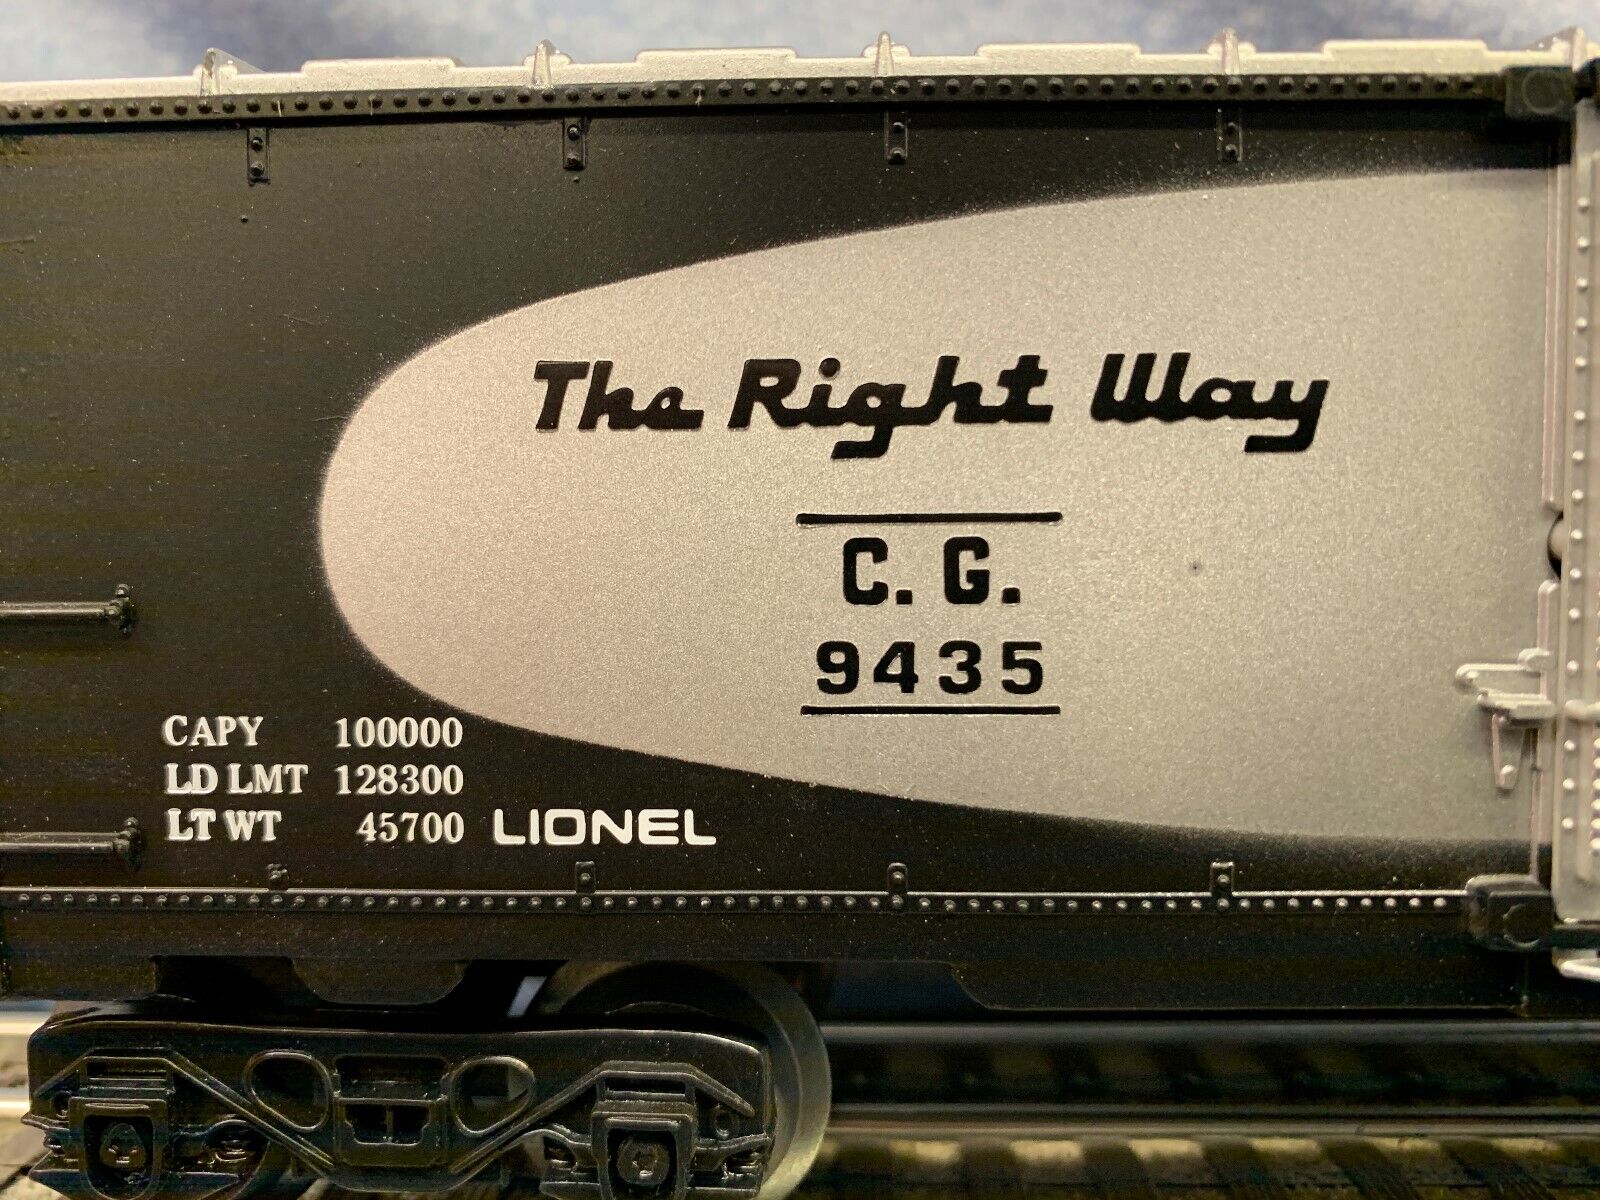 The Right Way
C. G.
9435
CAPY 100000
LD LMT 128300
LT WT 45700 LIONEL